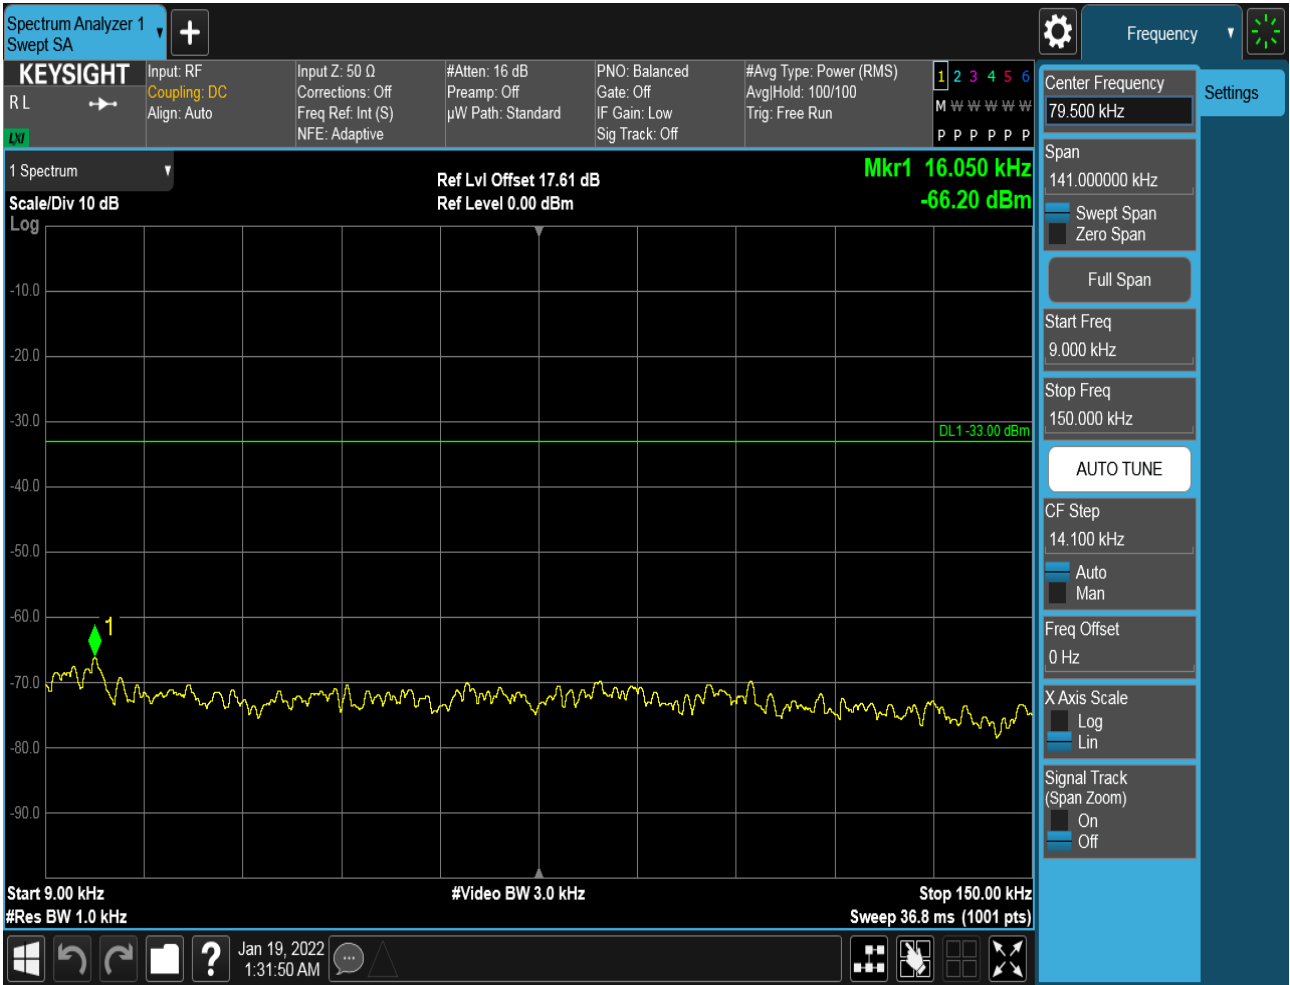 Spectrum Analyzer 1
Swept SA
Frequency
KEYSIGHT
R L
LXI
Input: RF
Coupling: DC
Align: Auto
Input Z: 50 Ω
Corrections: Off
Freq Ref: Int (S)
NFE: Adaptive
#Atten: 16 dB
Preamp: Off
µW Path: Standard
PNO: Balanced
Gate: Off
IF Gain: Low
Sig Track: Off
#Avg Type: Power (RMS)
Avg|Hold: 100/100
Trig: Free Run
1 2 3 4 5 6
M W W W W W
P P P P P P
1 Spectrum
Scale/Div 10 dB
Log
Ref Lvl Offset 17.61 dB
Ref Level 0.00 dBm
Mkr1 16.050 kHz
-66.20 dBm
-10.0
-20.0
-30.0
DL1 -33.00 dBm
-40.0
-50.0
-60.0
1
-70.0
-80.0
-90.0
Start 9.00 kHz
#Res BW 1.0 kHz
#Video BW 3.0 kHz
Stop 150.00 kHz
Sweep 36.8 ms (1001 pts)
Jan 19, 2022
1:31:50 AM
?
Center Frequency
79.500 kHz
Settings
Span
141.000000 kHz
Swept Span
Zero Span
Full Span
Start Freq
9.000 kHz
Stop Freq
150.000 kHz
AUTO TUNE
CF Step
14.100 kHz
Auto
Man
Freq Offset
0 Hz
X Axis Scale
Log
Lin
Signal Track
(Span Zoom)
On
Off